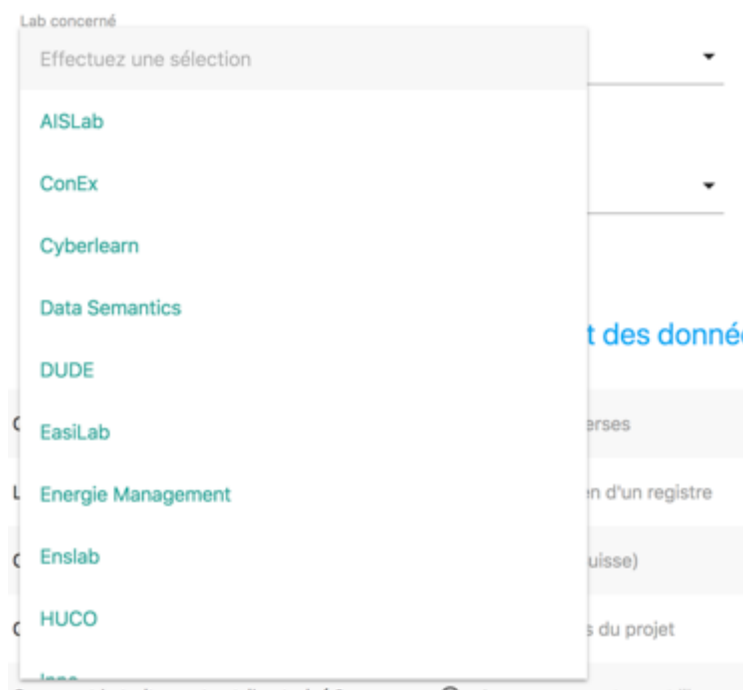 Lab concerné
Effectuez une sélection
AISLab
ConEx
Cyberlearn
Data Semantics
t des donné
DUDE
erses
EasiLab
Energie Management
n d'un registre
Enslab
uisse)
HUCO
s du projet